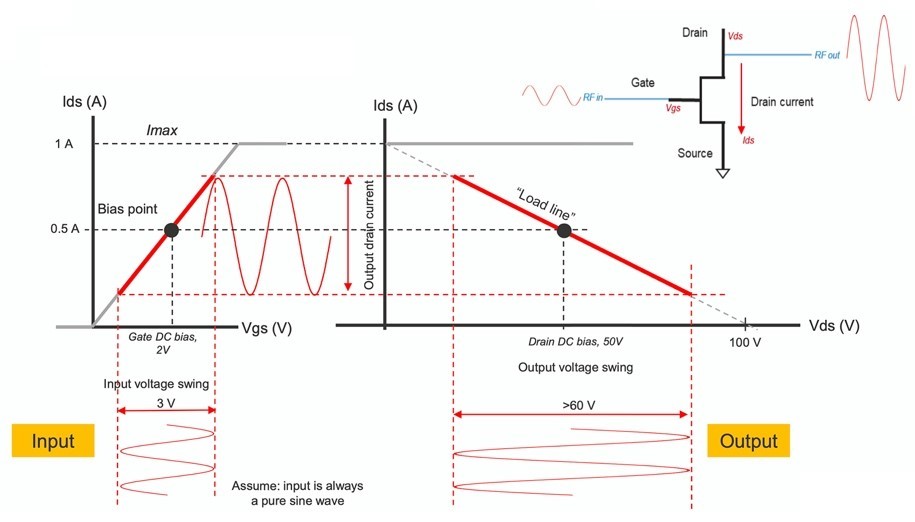 Drain
Vds
RF out
Gate
RF in
Vgs
Drain current
Ids
Source
Ids (A)
Imax
1 A
Bias point
0.5 A
Vgs (V)
Gate DC bias,
2V
Input voltage swing
3 V
Input
Assume: input is always
a pure sine wave
Output drain current
Ids (A)
"Load line"
Vds (V)
100 V
Drain DC bias, 50V
Output voltage swing
>60 V
Output